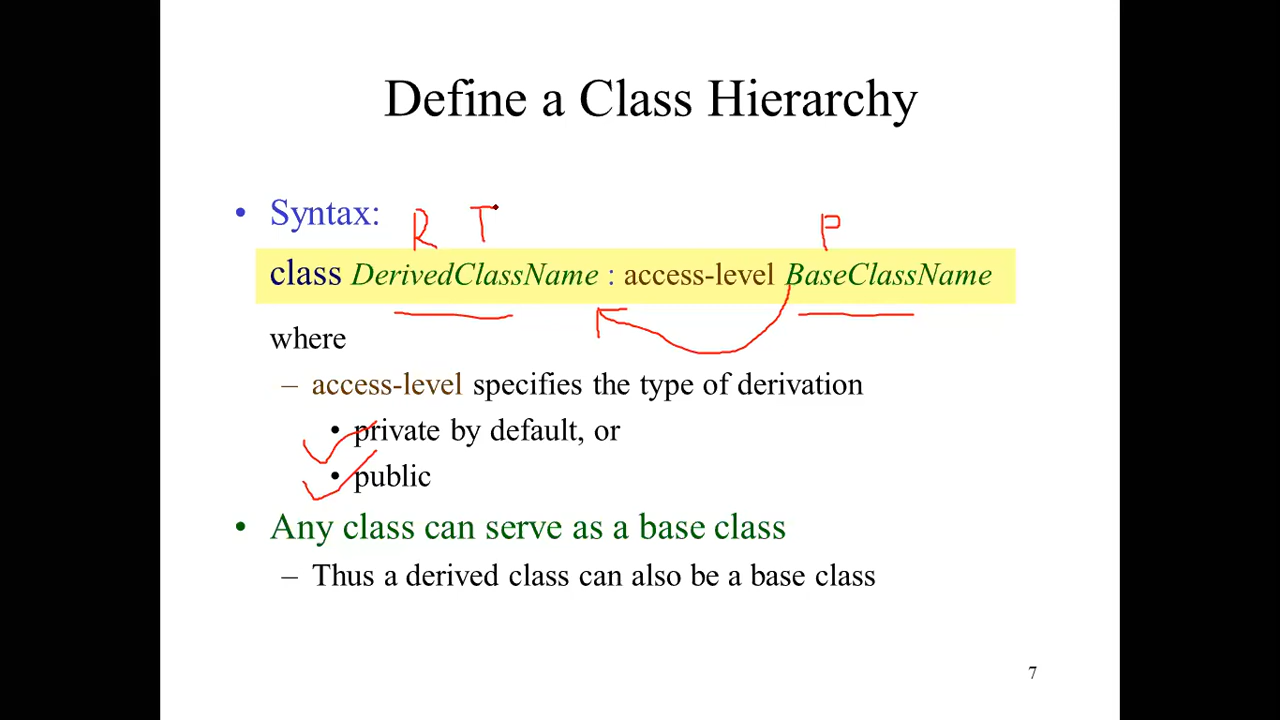 Define a Class Hierarchy
• Syntax:
R T P
class DerivedClassName : access-level BaseClassName
where
– access-level specifies the type of derivation
• private by default, or
• public
• Any class can serve as a base class
– Thus a derived class can also be a base class
7